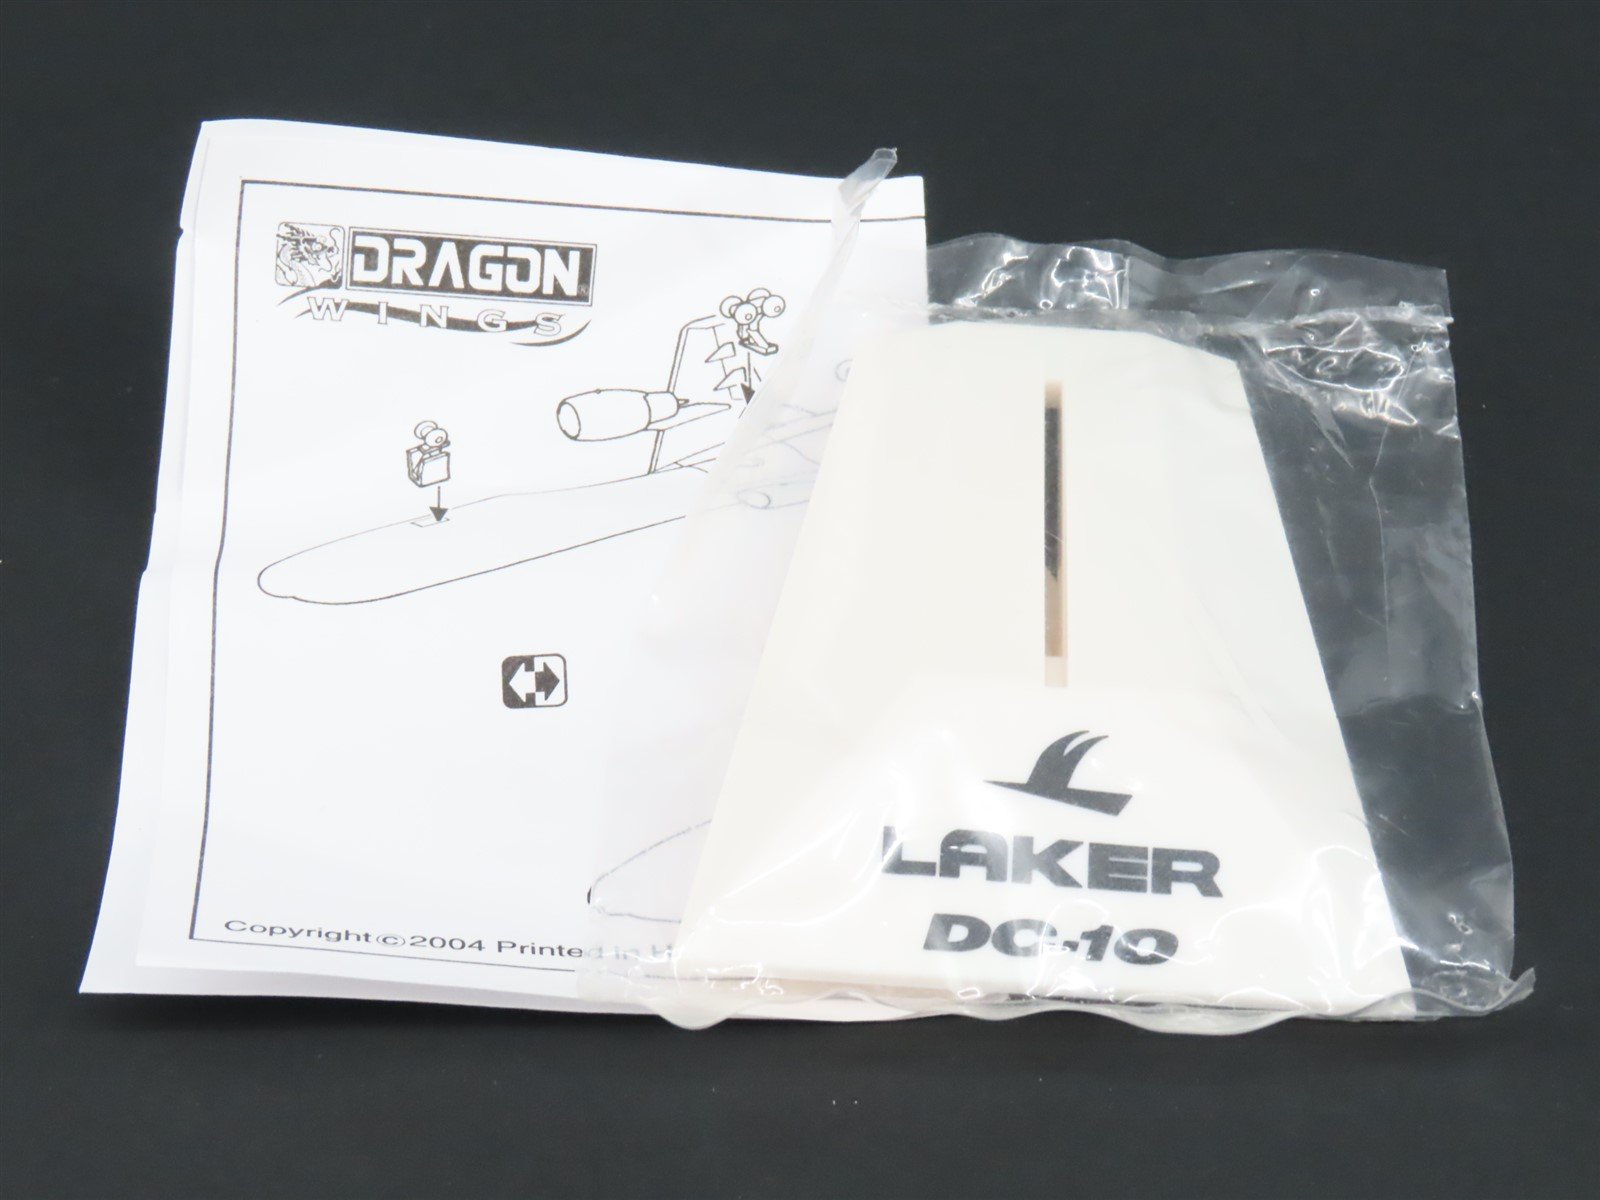 DRAGON
WINGS
Copyright ©2004 Printed in
LAKER
DC-10